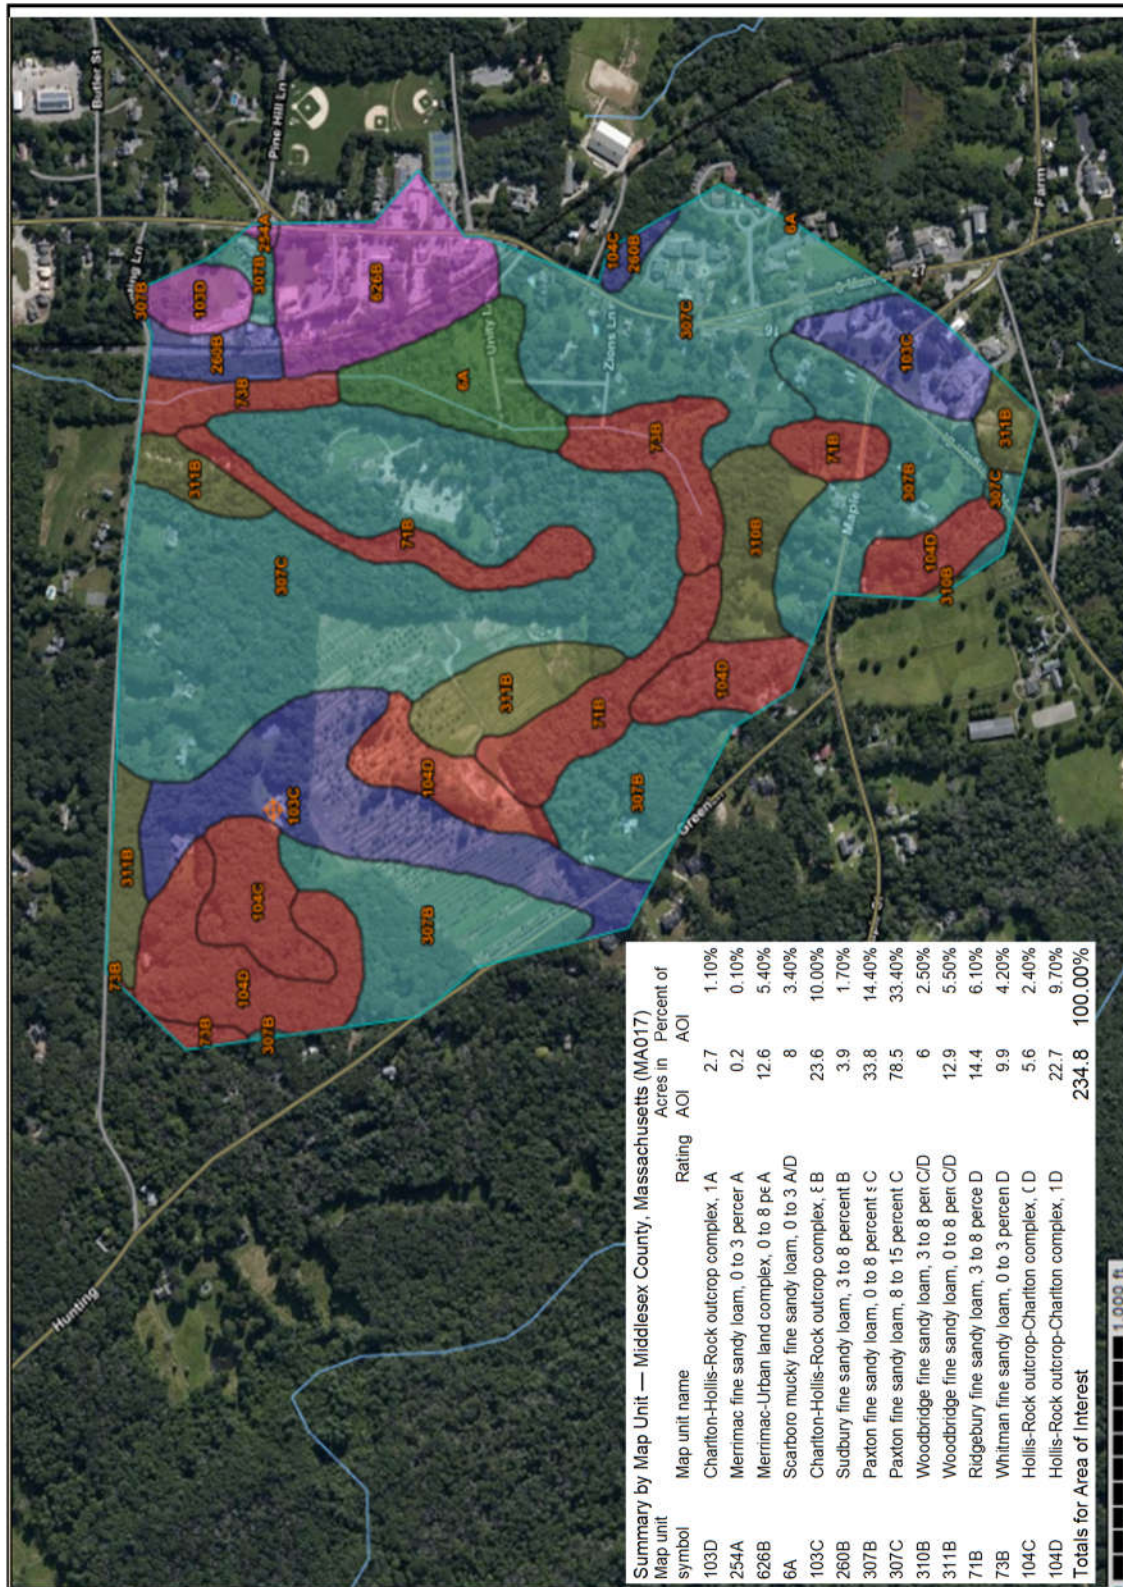 Summary by Map Unit — Middlesex County, Massachusetts (MA017)
Map unit symbol Map unit name Rating Acres in AOI Percent of AOI
103D Charlton-Hollis-Rock outcrop complex, 1 A 2.7 1.10%
254A Merrimac fine sandy loam, 0 to 3 percer A 0.2 0.10%
626B Merrimac-Urban land complex, 0 to 8 pe A 12.6 5.40%
6A Scarboro mucky fine sandy loam, 0 to 3 A/D 8 3.40%
103C Charlton-Hollis-Rock outcrop complex, B 23.6 10.00%
260B Sudbury fine sandy loam, 3 to 8 percent B 3.9 1.70%
307B Paxton fine sandy loam, 0 to 8 percent s C 33.8 14.40%
307C Paxton fine sandy loam, 8 to 15 percent C 78.5 33.40%
310B Woodbridge fine sandy loam, 3 to 8 per C/D 6 2.50%
311B Woodbridge fine sandy loam, 0 to 8 per C/D 12.9 5.50%
71B Ridgebury fine sandy loam, 3 to 8 perce D 14.4 6.10%
73B Whitman fine sandy loam, 0 to 3 percen D 9.9 4.20%
104C Hollis-Rock outcrop-Charlton complex, D 5.6 2.40%
104D Hollis-Rock outcrop-Charlton complex, 1 D 22.7 9.70%
Totals for Area of Interest 234.8 100.00%
1,000 ft
Hunting
73B
311B
73B
307B
104D
104C
307B
103C
104D
311B
71B
307B
104D
Green
307C
311B
71B
73B
260B
103D
307B
307B
254A
626B
6A
Unity L
Zions Ln
73B
310B
71B
Maple
307B
104D
310B
307C
311B
103C
307C
104C
260B
6A
Farm
Butler St
Pine Hill Ln
ting Ln